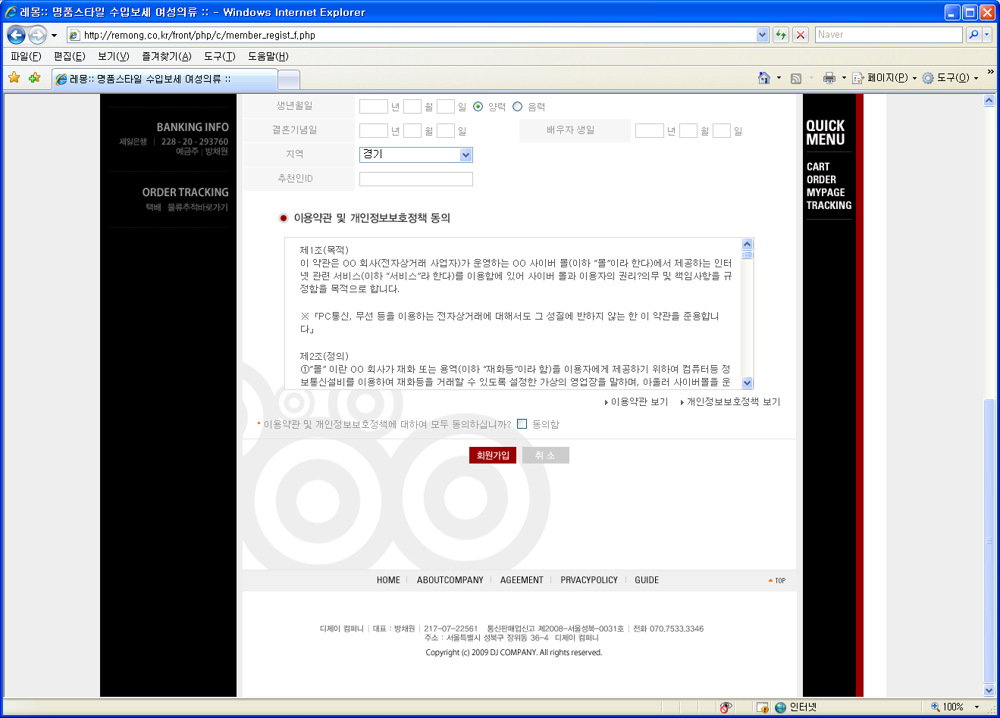 레몽:: 명품스타일 수입보세 여성의류 :: - Windows Internet Explorer
http://remong.co.kr/front/php/c/member_regist_f.php
Naver
파일(F) 편집(E) 보기(V) 즐겨찾기(A) 도구(T) 도움말(H)
레몽:: 명품스타일 수입보세 여성의류 ::
페이지(P) 도구(O)
BANKING INFO
제일은행 | 228 - 20 - 293760
예금주 | 방채원
ORDER TRACKING
택배 물류추적바로가기
생년월일 년 월 일 양력 음력
결혼기념일 년 월 일 배우자 생일 년 월 일
지역 경기
추천인ID
이용약관 및 개인정보보호정책 동의
제1조(목적)
이 약관은 OO 회사(전자상거래 사업자)가 운영하는 OO 사이버 몰(이하 “몰”이라 한다)에서 제공하는 인터
넷 관련 서비스(이하 “서비스”라 한다)를 이용함에 있어 사이버 몰과 이용자의 권리?의무 및 책임사항을 규
정함을 목적으로 합니다.
※「PC통신, 무선 등을 이용하는 전자상거래에 대해서도 그 성질에 반하지 않는 한 이 약관을 준용합니
다」
제2조(정의)
①“몰” 이란 OO 회사가 재화 또는 용역(이하 “재화등”이라 함)을 이용자에게 제공하기 위하여 컴퓨터등 정
보통신설비를 이용하여 재화등을 거래할 수 있도록 설정한 가상의 영업장을 말하며, 아울러 사이버몰을 운
이용약관 보기 개인정보보호정책 보기
이용약관 및 개인정보보호정책에 대하여 모두 동의하십니까? 동의함
회원가입 취 소
QUICK
MENU
CART
ORDER
MYPAGE
TRACKING
HOME | ABOUTCOMPANY | AGEEMENT | PRVACYPOLICY | GUIDE
TOP
디제이 컴퍼니 | 대표 : 방채원 | 217-07-22561 통신판매업신고 제2008-서울성북-0031호 | 전화 070.7533.3346
주소 : 서울특별시 성북구 장위동 36-4 디제이 컴퍼니
Copyright (c) 2009 DJ COMPANY. All rights reserved.
인터넷
100%